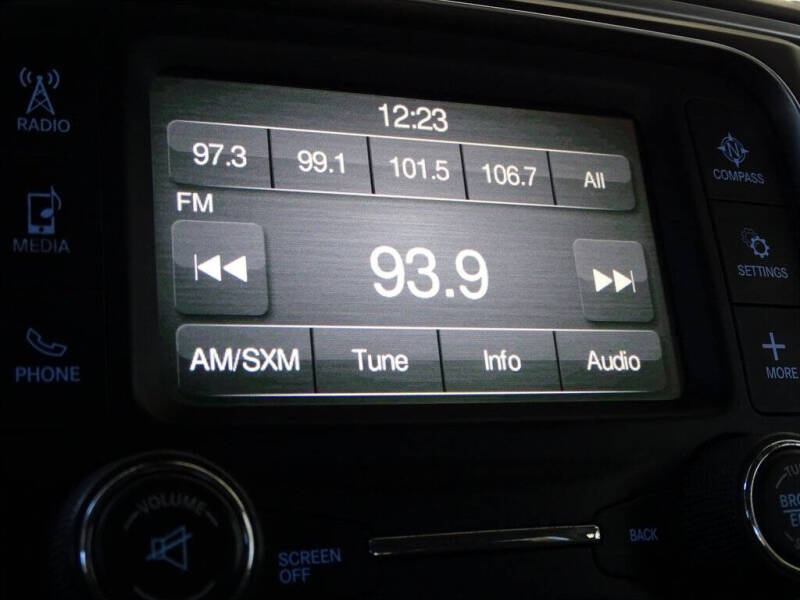 12:23
97.3 99.1 101.5 106.7 All
FM
93.9
AM/SXM Tune Info Audio
RADIO
MEDIA
PHONE
N
COMPASS
SETTINGS
MORE
VOLUME
SCREEN
OFF
BACK